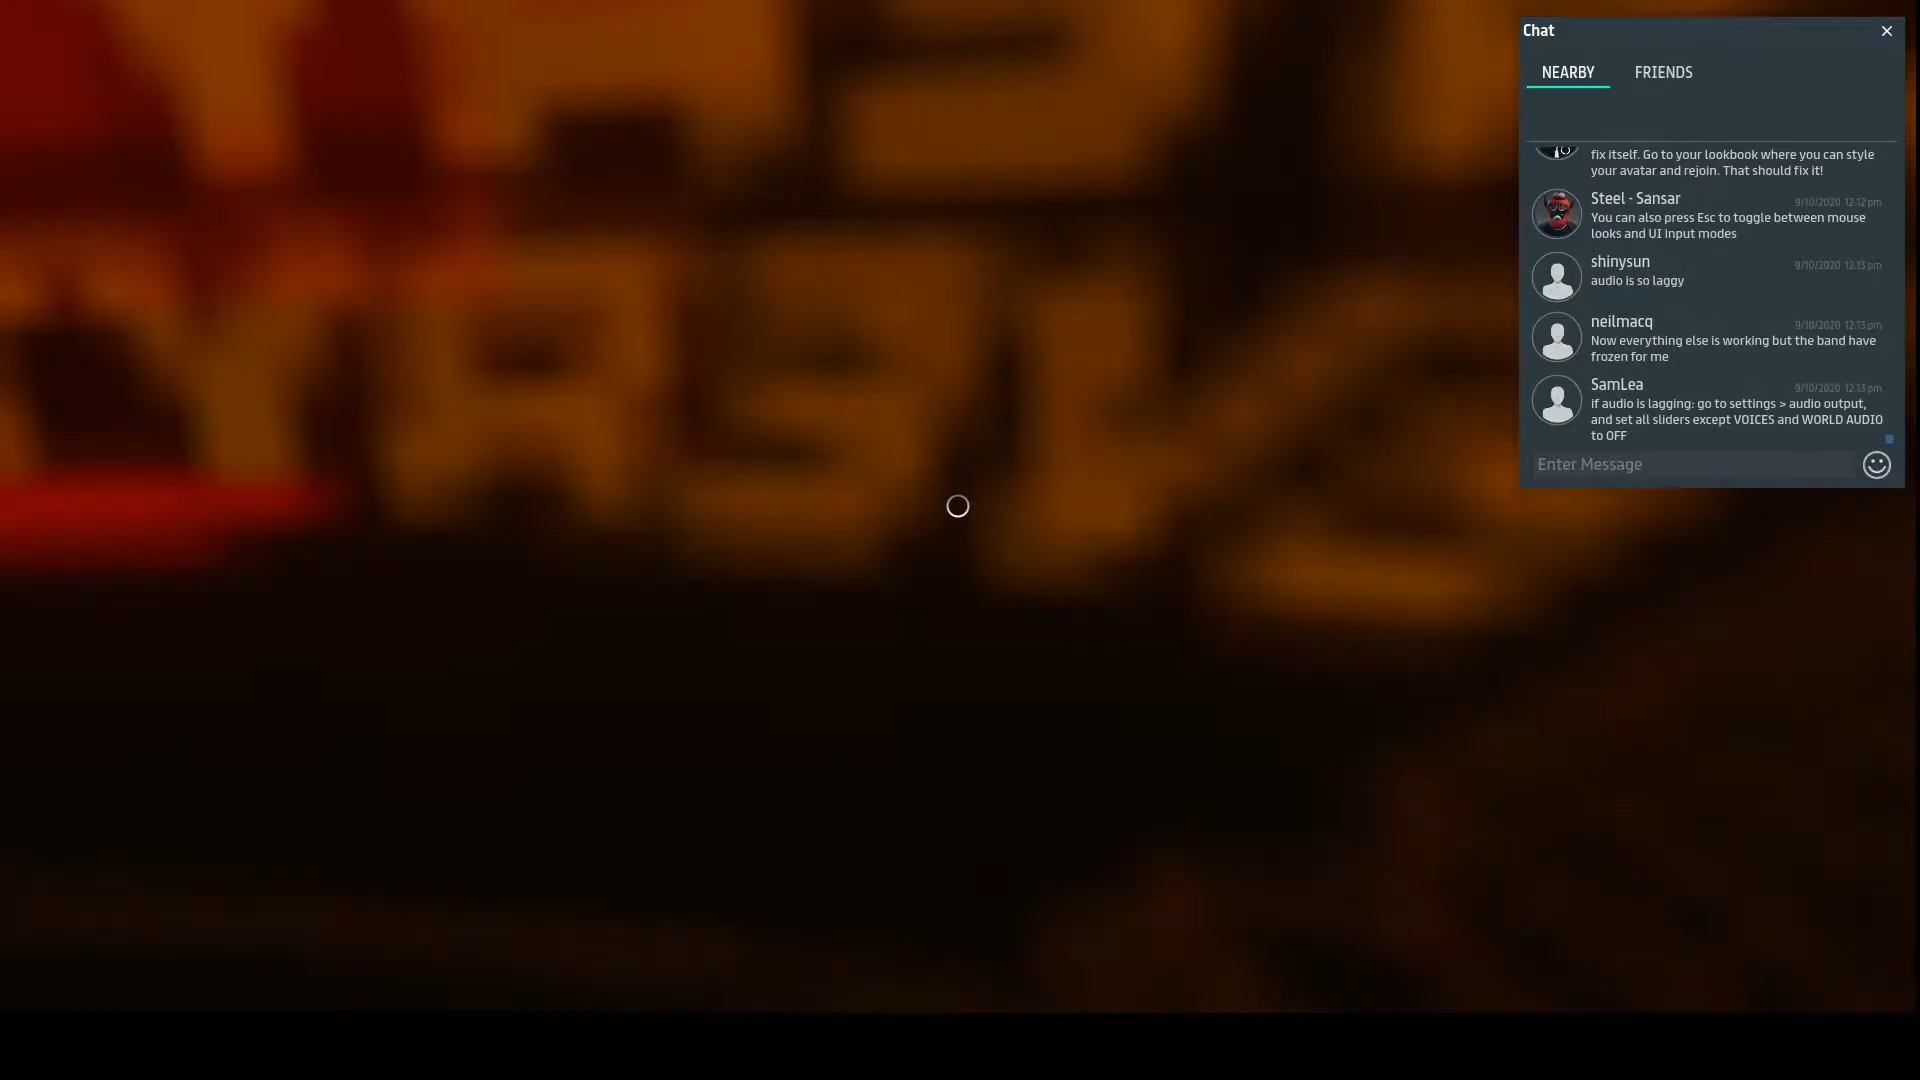 Chat
NEARBY FRIENDS
fix itself. Go to your lookbook where you can style
your avatar and rejoin. That should fix it!
Steel - Sansar 9/10/2020 12:12 pm
You can also press Esc to toggle between mouse
looks and UI Input modes
shinysun 9/10/2020 12:13 pm
audio is so laggy
neilmacq 9/10/2020 12:13 pm
Now everything else is working but the band have
frozen for me
SamLea 9/10/2020 12:13 pm
if audio is lagging: go to settings > audio output,
and set all sliders except VOICES and WORLD AUDIO
to OFF
Enter Message